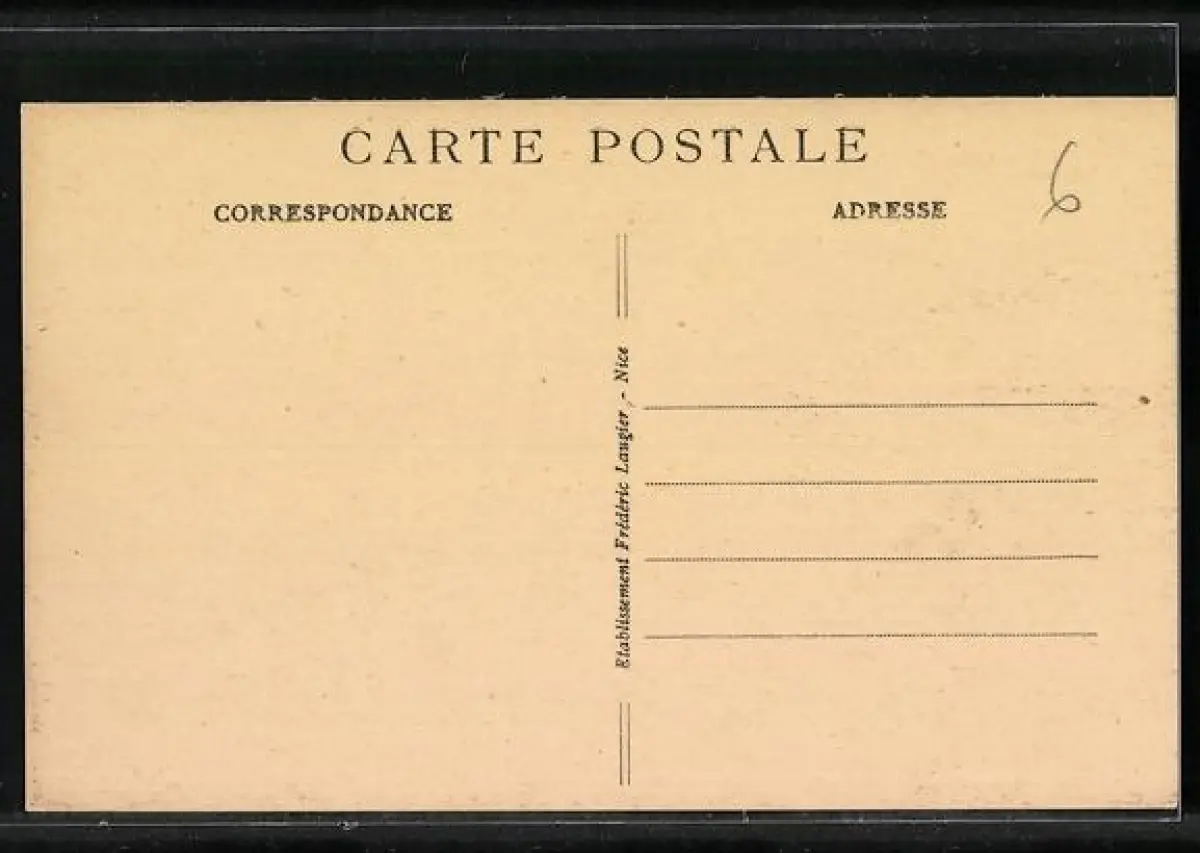 CARTE POSTALE
CORRESPONDANCE
ADRESSE
6
Etablissement Frédéric Laugier, - Nice